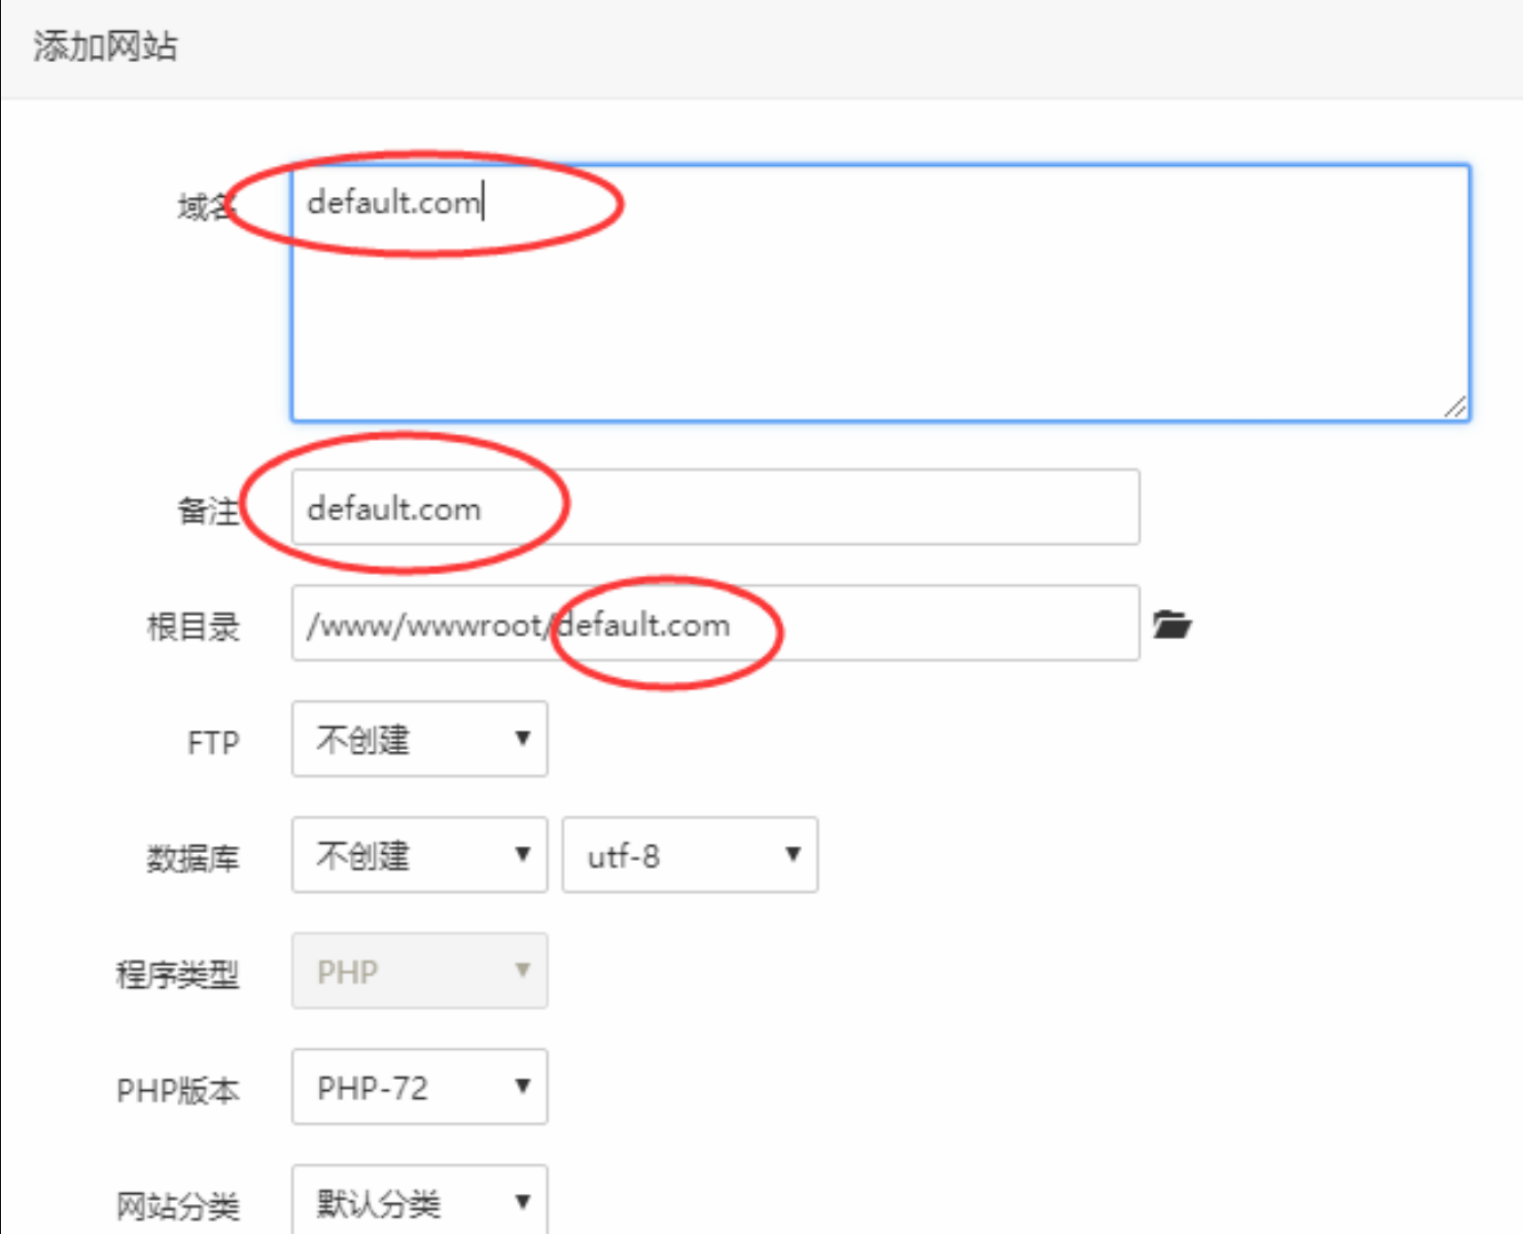 添加网站
域名 default.com
备注 default.com
根目录 /www/wwwroot/default.com
FTP 不创建
数据库 不创建 utf-8
程序类型 PHP
PHP版本 PHP-72
网站分类 默认分类